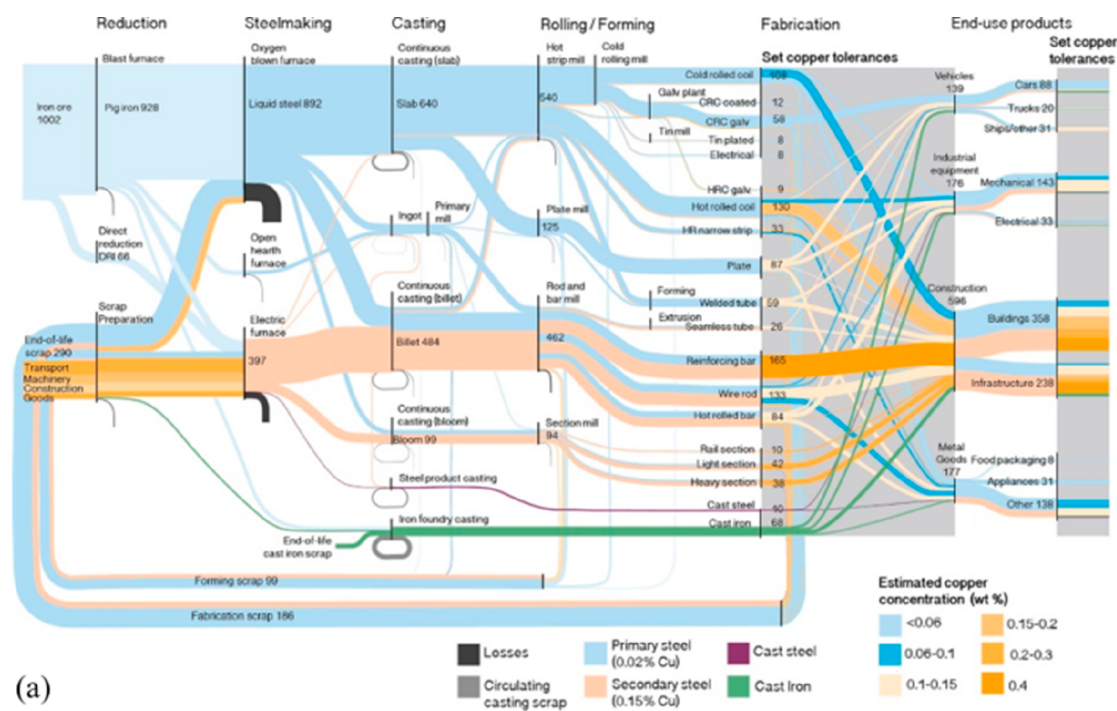 Reduction
Steelmaking
Casting
Rolling / Forming
Fabrication
End-use products
Blast furnace
Oxygen
blown furnace
Continuous
casting (slab)
Hot
strip mill
Cold
rolling mill
Set copper tolerances
Set copper
tolerances
Iron ore
1002
Pig iron 928
Liquid steel 892
Slab 640
540
Galv plant
Tin mill
Cold rolled coil
108
CRC coated
12
CRC galv
58
Tin plated
8
Electrical
8
HRC galv
9
Hot rolled coil
130
HR narrow strip
33
Vehicles
139
Cars 88
Trucks 20
Ships/other 31
Industrial
equipment
176
Mechanical 143
Electrical 33
Direct
reduction
DRI 66
Open
hearth
furnace
Ingot
Primary
mill
Plate mill
125
Plate
87
Scrap
Preparation
Electric
furnace
397
Continuous
casting (billet)
Billet 484
Rod and
bar mill
462
Forming
Extrusion
Welded tube
59
Seamless tube
26
Reinforcing bar
165
Wire rod
133
Hot rolled bar
84
Construction
596
Buildings 358
Infrastructure 238
End-of-life
scrap 290
Transport
Machinery
Construction
Goods
Continuous
casting (bloom)
Bloom 99
Section mill
94
Rail section
10
Light section
42
Heavy section
38
Metal
Goods
177
Food packaging 8
Appliances 31
Other 138
Steel product casting
Cast steel
10
Iron foundry casting
Cast iron
68
End-of-life
cast iron scrap
Forming scrap 99
Fabrication scrap 186
Estimated copper
concentration (wt %)
<0.06
0.06-0.1
0.1-0.15
0.15-0.2
0.2-0.3
0.4
Losses
Circulating
casting scrap
Primary steel
(0.02% Cu)
Secondary steel
(0.15% Cu)
Cast steel
Cast Iron
(a)